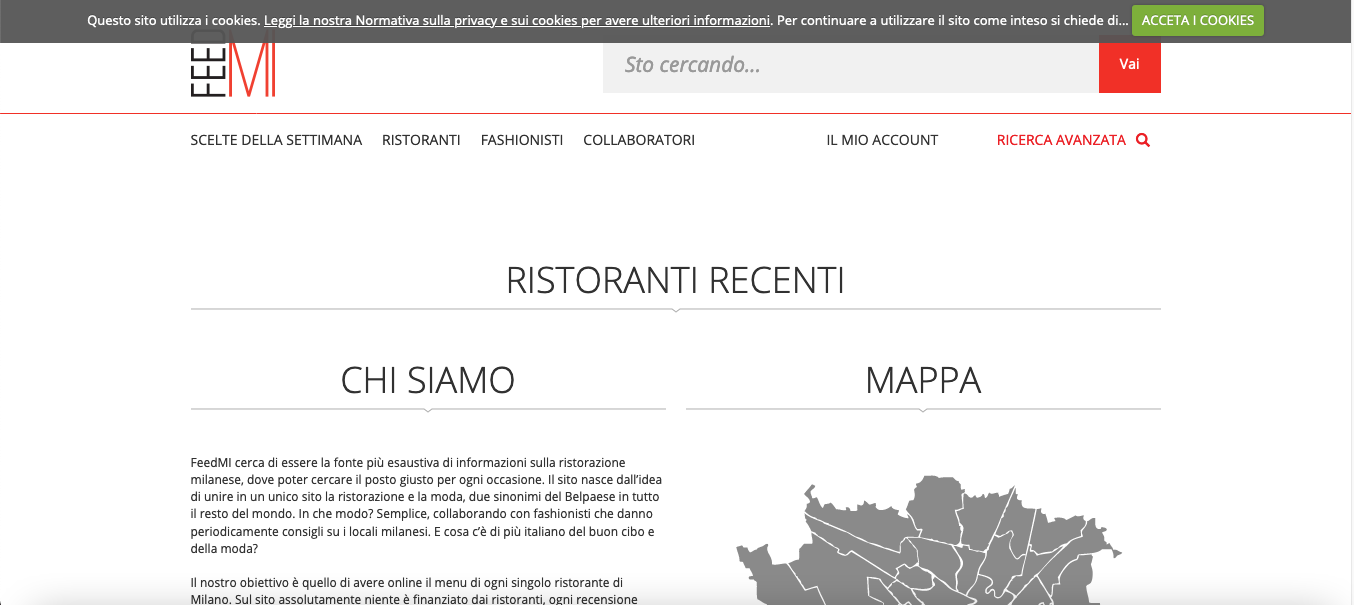 Questo sito utilizza i cookies. Leggi la nostra Normativa sulla privacy e sui cookies per avere ulteriori informazioni. Per continuare a utilizzare il sito come inteso si chiede di... ACCETA I COOKIES
FEEDMI
Sto cercando...
Vai
SCELTE DELLA SETTIMANA RISTORANTI FASHIONISTI COLLABORATORI IL MIO ACCOUNT RICERCA AVANZATA
RISTORANTI RECENTI
CHI SIAMO
FeedMI cerca di essere la fonte più esaustiva di informazioni sulla ristorazione
milanese, dove poter cercare il posto giusto per ogni occasione. Il sito nasce dall'idea
di unire in un unico sito la ristorazione e la moda, due sinonimi del Belpaese in tutto
il resto del mondo. In che modo? Semplice, collaborando con fashionisti che danno
periodicamente consigli su i locali milanesi. E cosa c'è di più italiano del buon cibo e
della moda?
Il nostro obiettivo è quello di avere online il menu di ogni singolo ristorante di
Milano. Sul sito assolutamente niente è finanziato dai ristoranti, ogni recensione
MAPPA